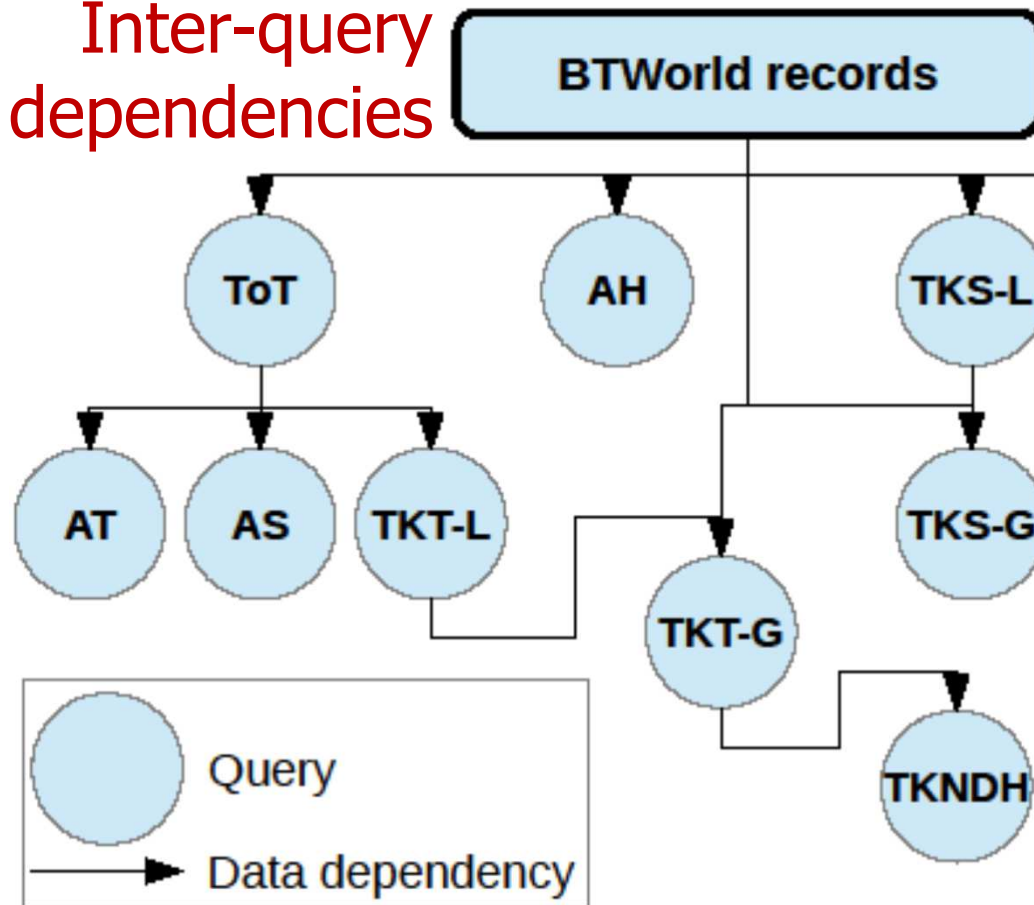 Inter-query
dependencies
BTWorld records
ToT
AH
TKS-L
AT
AS
TKT-L
TKS-G
TKT-G
TKNDH
Query
Data dependency